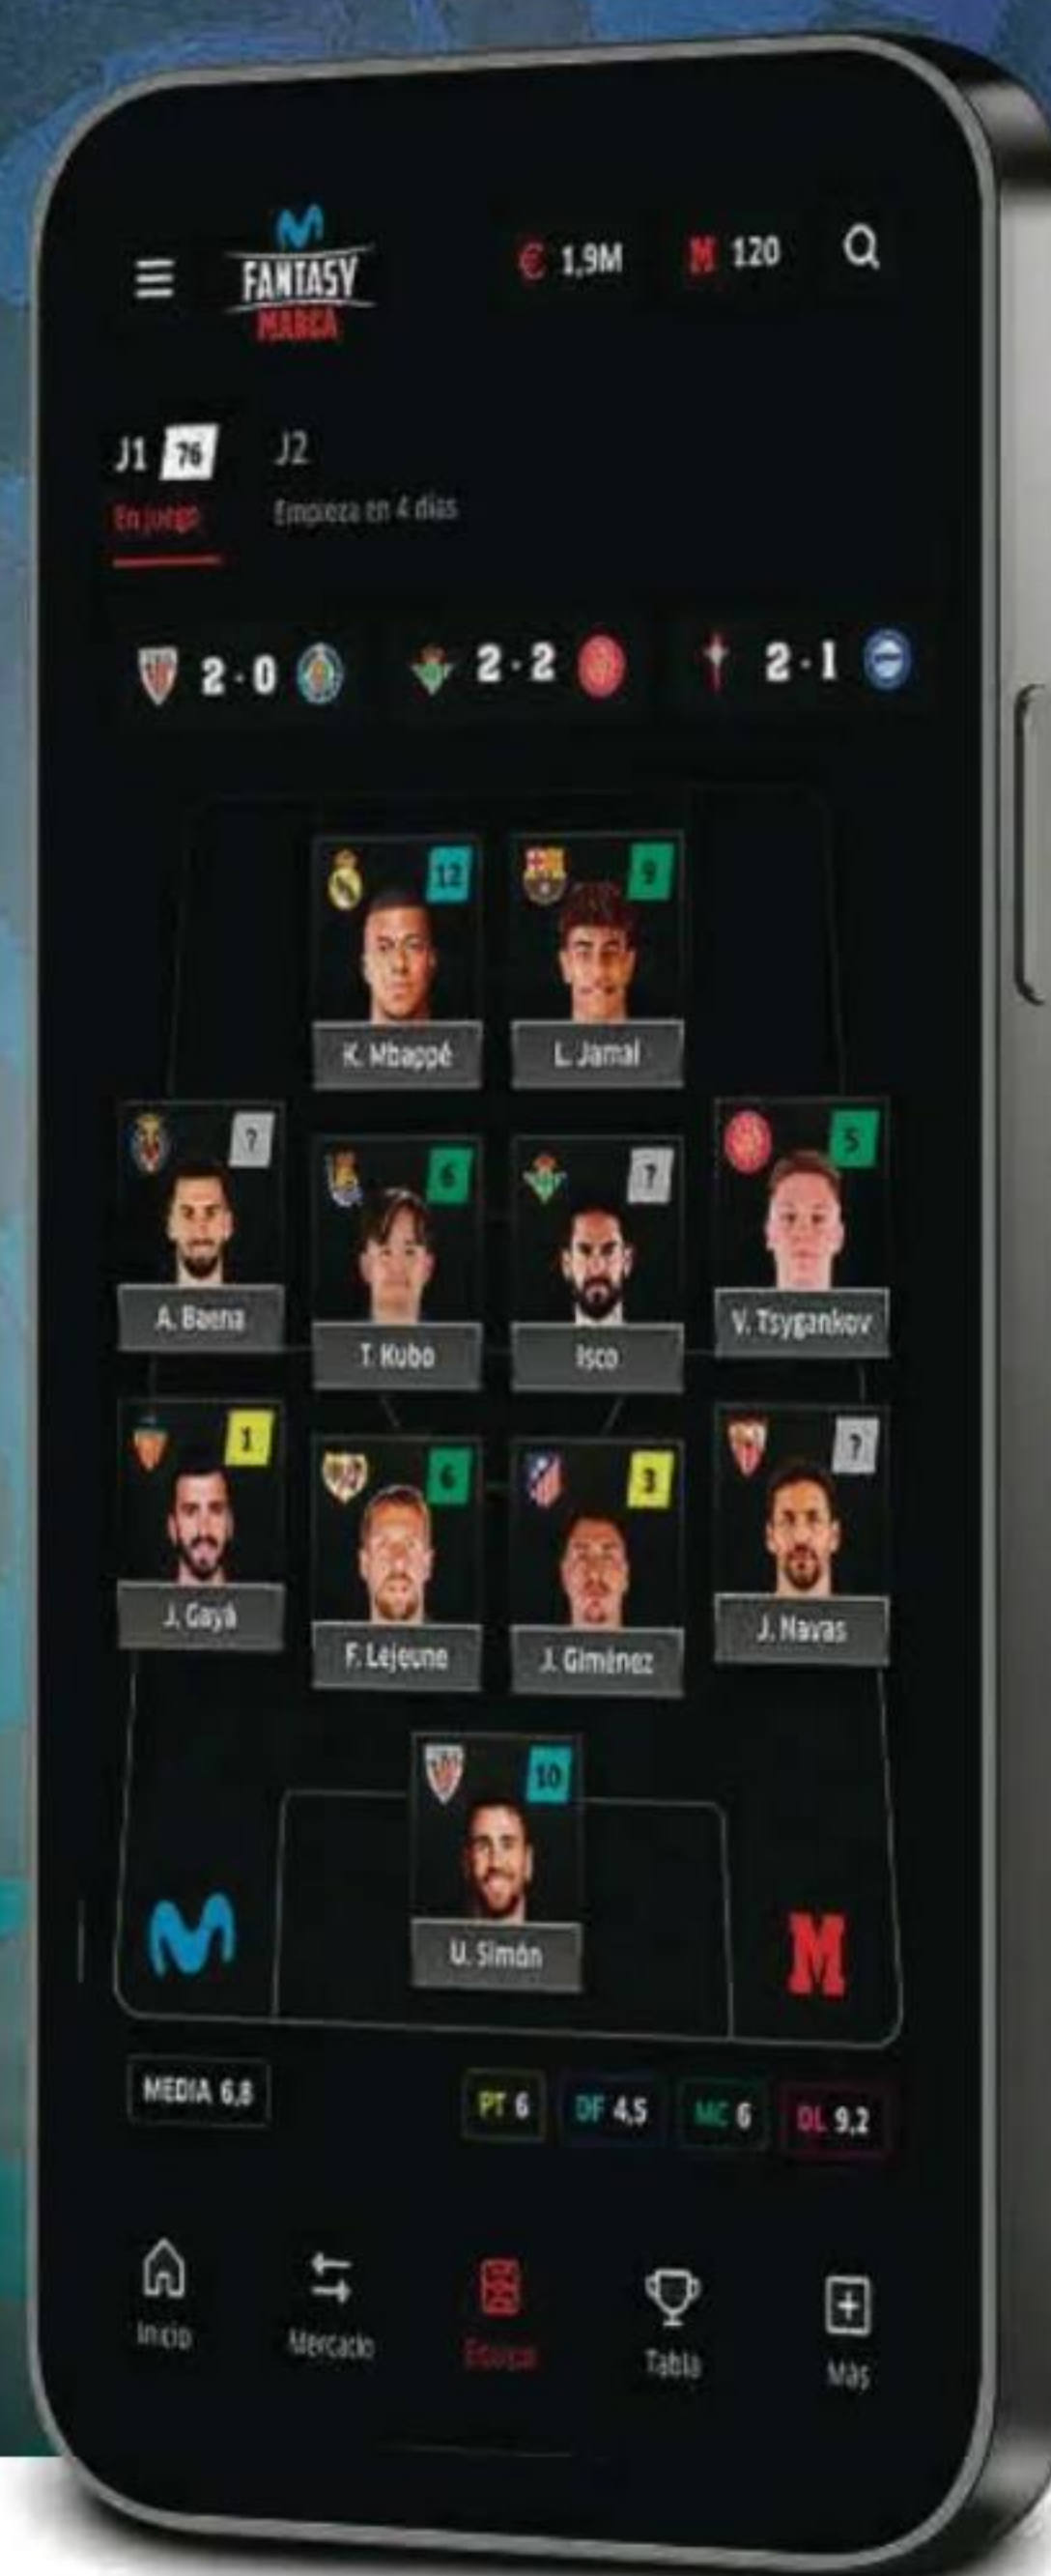 FANTASY
MARCA
€ 1,9M
M 120
J1 76
J2
En juego
Empieza en 4 días
2 - 0
2 - 2
2 - 1
12
9
K. Mbappé
L. Jamal
?
6
?
5
A. Baena
T. Kubo
Isco
V. Tsygankov
1
6
3
?
J. Gayá
F. Lejeune
J. Giménez
J. Navas
10
U. Simón
M
MEDIA 6,8
PT 6
DF 4,5
MC 6
DL 9,2
Inicio
Mercado
Equipo
Tabla
Más